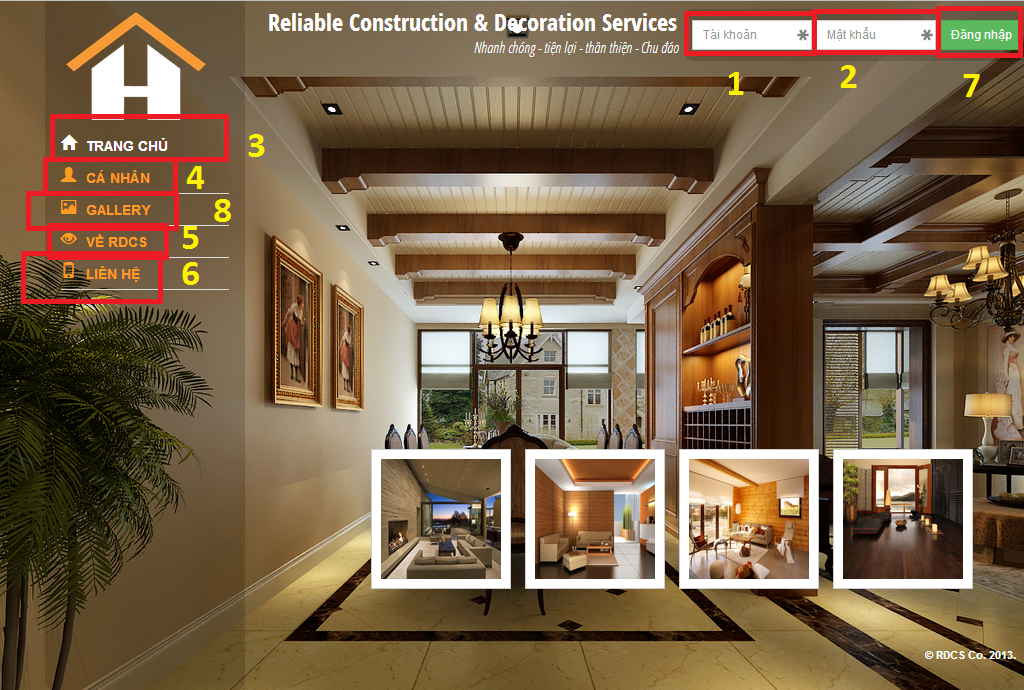 Reliable Construction & Decoration Services
Nhanh chóng - tiện lợi - thân thiện - Chu đáo
Tài khoản
Mật khẩu
Đăng nhập
1
2
7
TRANG CHỦ
3
CÁ NHÂN
4
GALLERY
8
VỀ RDCS
5
LIÊN HỆ
6
© RDCS Co. 2013.